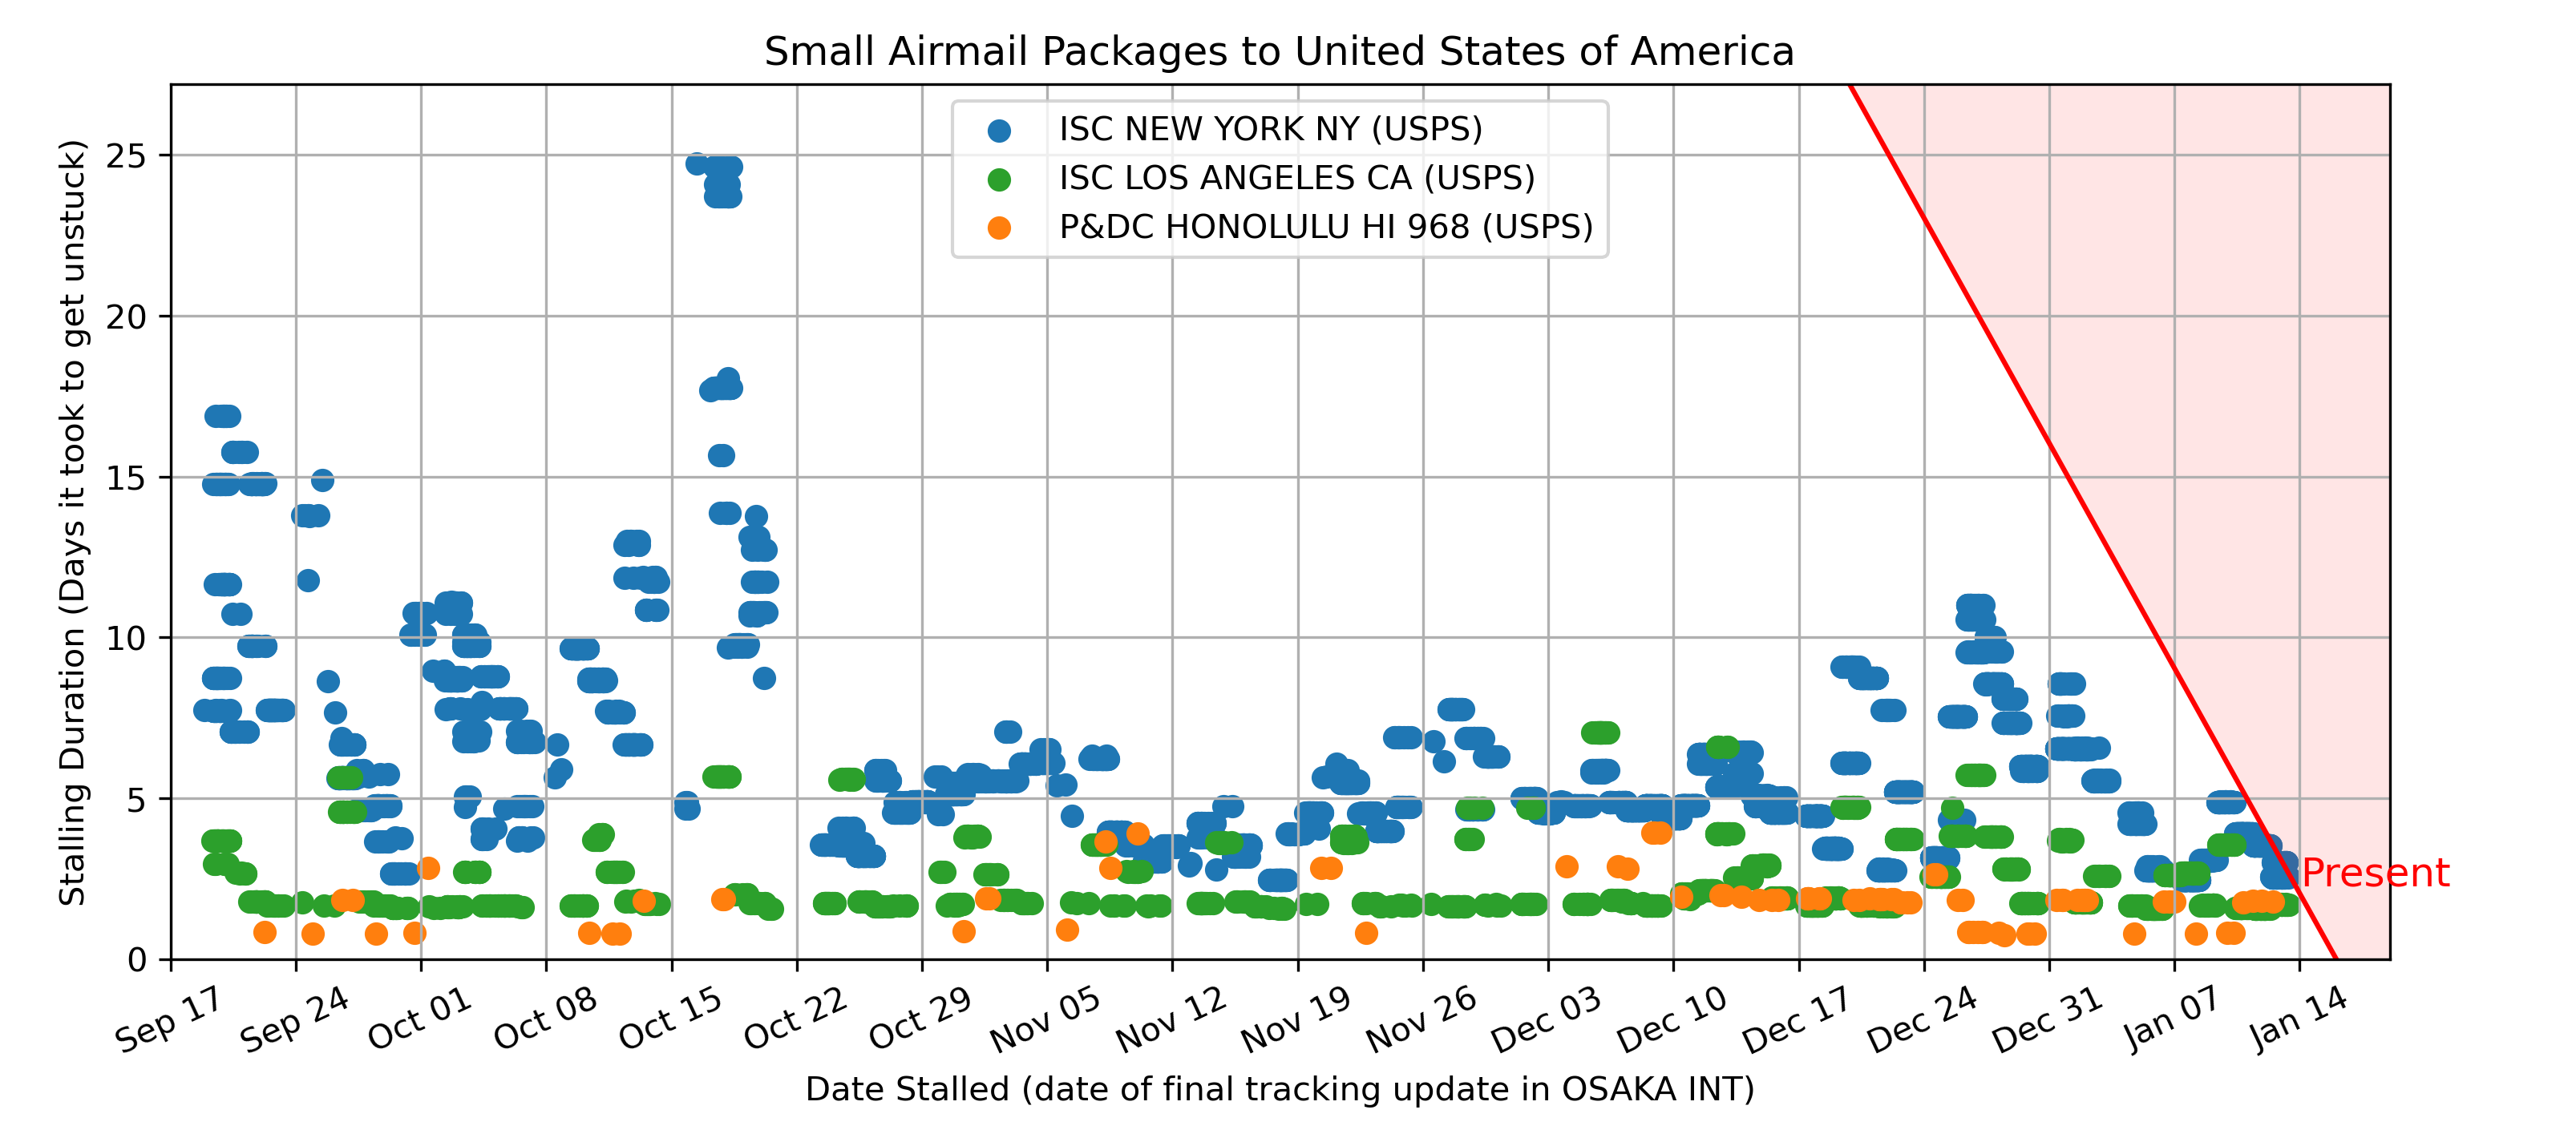 Small Airmail Packages to United States of America
ISC NEW YORK NY (USPS)
ISC LOS ANGELES CA (USPS)
P&DC HONOLULU HI 968 (USPS)
Stalling Duration (Days it took to get unstuck)
25
20
15
10
5
0
Present
Sep 17
Sep 24
Oct 01
Oct 08
Oct 15
Oct 22
Oct 29
Nov 05
Nov 12
Nov 19
Nov 26
Dec 03
Dec 10
Dec 17
Dec 24
Dec 31
Jan 07
Jan 14
Date Stalled (date of final tracking update in OSAKA INT)